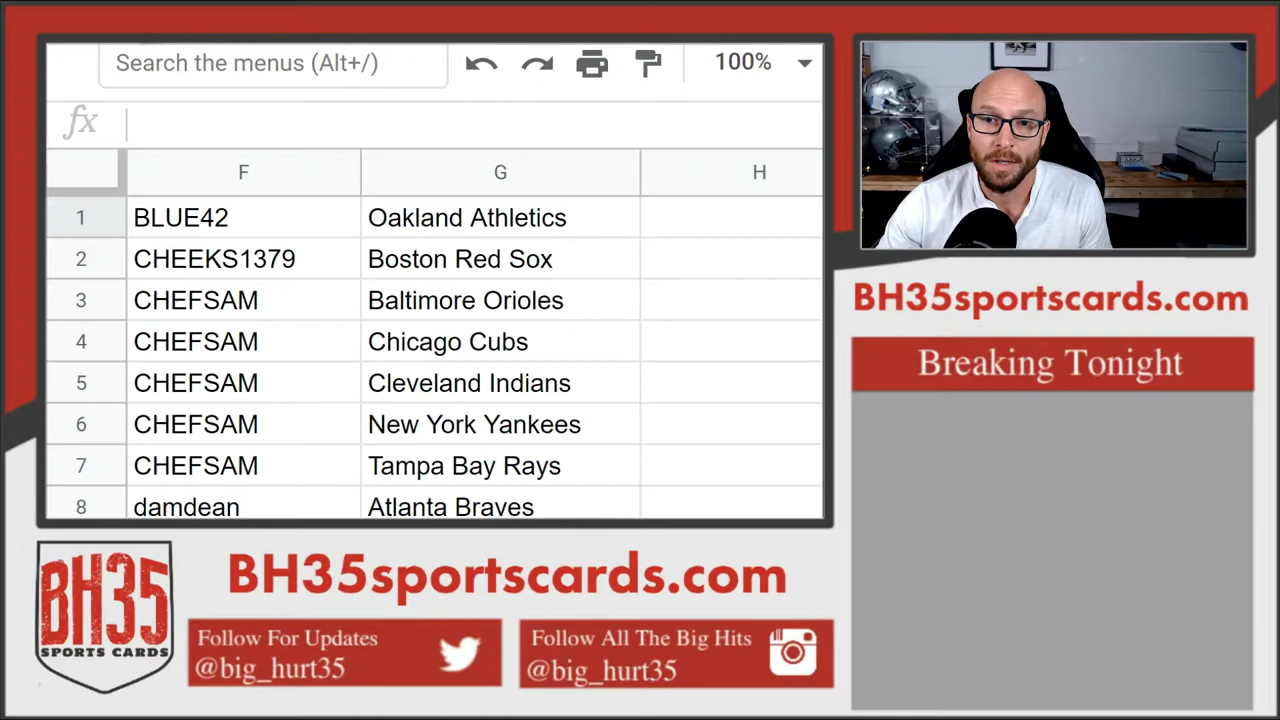 Search the menus (Alt+/)
100%
fx
F G H
1 BLUE42 Oakland Athletics
2 CHEEKS1379 Boston Red Sox
3 CHEFSAM Baltimore Orioles
4 CHEFSAM Chicago Cubs
5 CHEFSAM Cleveland Indians
6 CHEFSAM New York Yankees
7 CHEFSAM Tampa Bay Rays
8 damdean Atlanta Braves
BH35sportscards.com
Breaking Tonight
BH35
SPORTS CARDS
BH35sportscards.com
Follow For Updates
@big_hurt35
Follow All The Big Hits
@big_hurt35